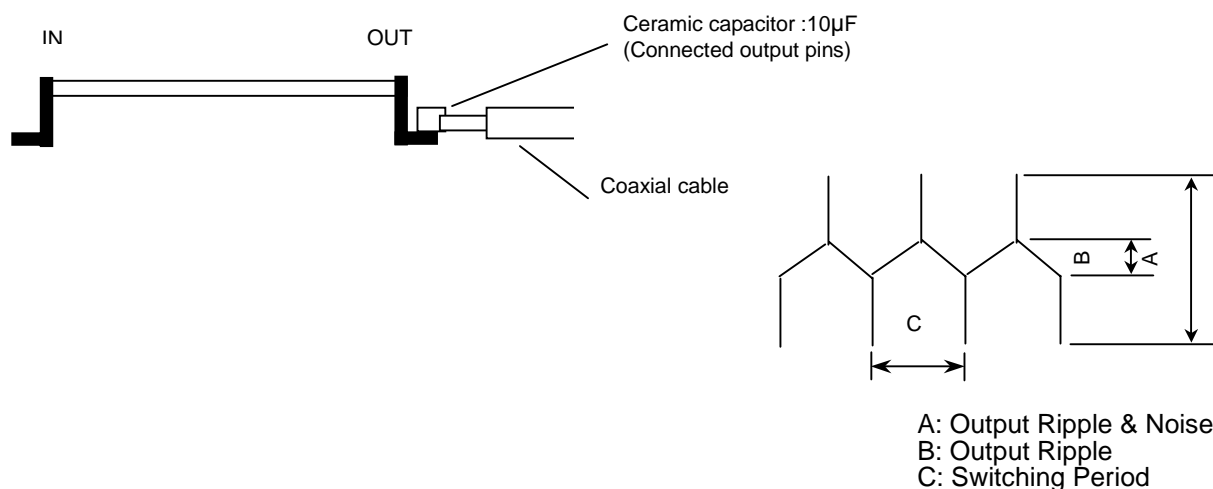 IN
OUT
Ceramic capacitor :10µF
(Connected output pins)
Coaxial cable
B
A
C
A: Output Ripple & Noise
B: Output Ripple
C: Switching Period